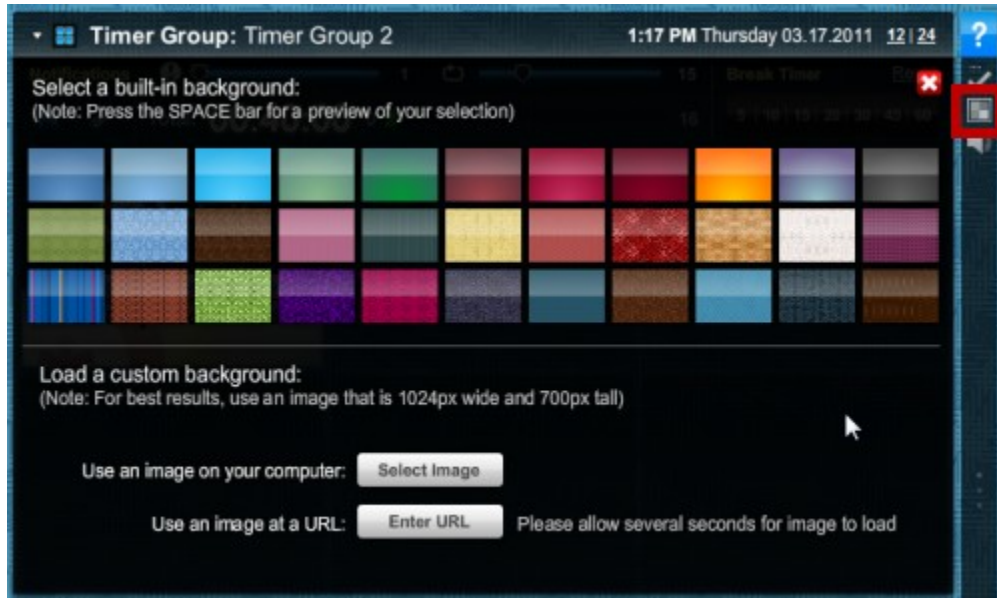 Timer Group: Timer Group 2
1:17 PM Thursday 03.17.2011 12|24
?
Select a built-in background:
(Note: Press the SPACE bar for a preview of your selection)
Load a custom background:
(Note: For best results, use an image that is 1024px wide and 700px tall)
Use an image on your computer: Select Image
Use an image at a URL: Enter URL Please allow several seconds for image to load